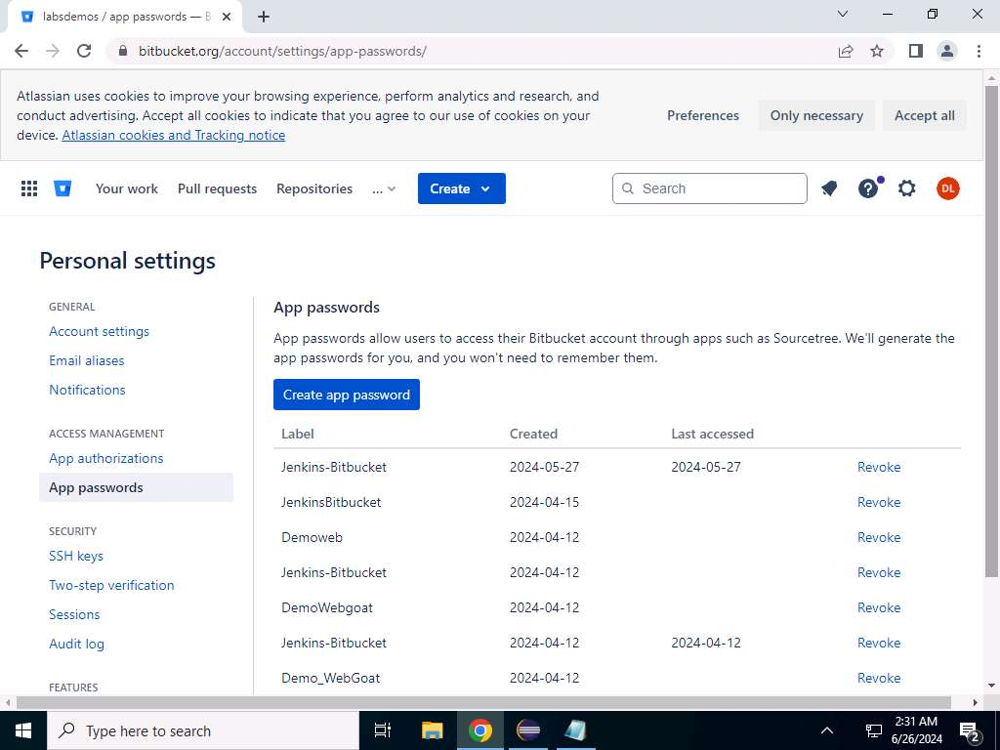 labsdemos / app passwords — B
bitbucket.org/account/settings/app-passwords/
Atlassian uses cookies to improve your browsing experience, perform analytics and research, and
conduct advertising. Accept all cookies to indicate that you agree to our use of cookies on your
device. Atlassian cookies and Tracking notice
Preferences
Only necessary
Accept all
Your work
Pull requests
Repositories
...
Create
Search
DL
Personal settings
GENERAL
Account settings
Email aliases
Notifications
ACCESS MANAGEMENT
App authorizations
App passwords
SECURITY
SSH keys
Two-step verification
Sessions
Audit log
FEATURES
App passwords
App passwords allow users to access their Bitbucket account through apps such as Sourcetree. We'll generate the
app passwords for you, and you won't need to remember them.
Create app password
Label Created Last accessed
Jenkins-Bitbucket 2024-05-27 2024-05-27 Revoke
JenkinsBitbucket 2024-04-15 Revoke
Demoweb 2024-04-12 Revoke
Jenkins-Bitbucket 2024-04-12 Revoke
DemoWebgoat 2024-04-12 Revoke
Jenkins-Bitbucket 2024-04-12 2024-04-12 Revoke
Demo_WebGoat 2024-04-12 Revoke
Type here to search
2:31 AM
6/26/2024
2